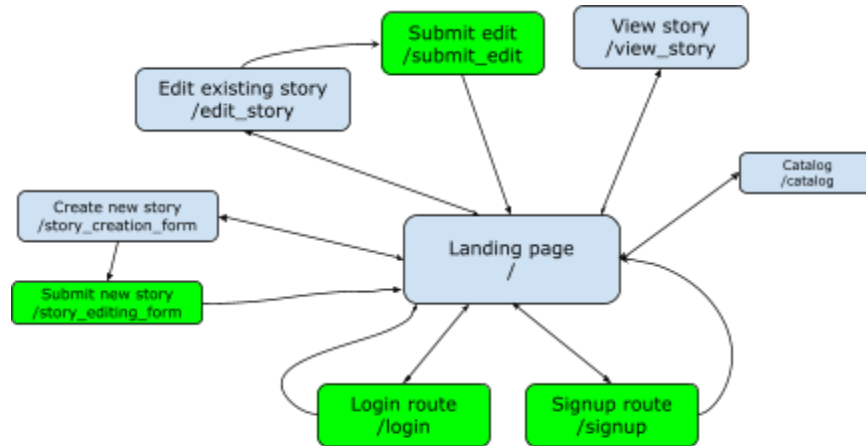 Submit edit
/submit_edit
View story
/view_story
Edit existing story
/edit_story
Catalog
/catalog
Create new story
/story_creation_form
Landing page
/
Submit new story
/story_editing_form
Login route
/login
Signup route
/signup